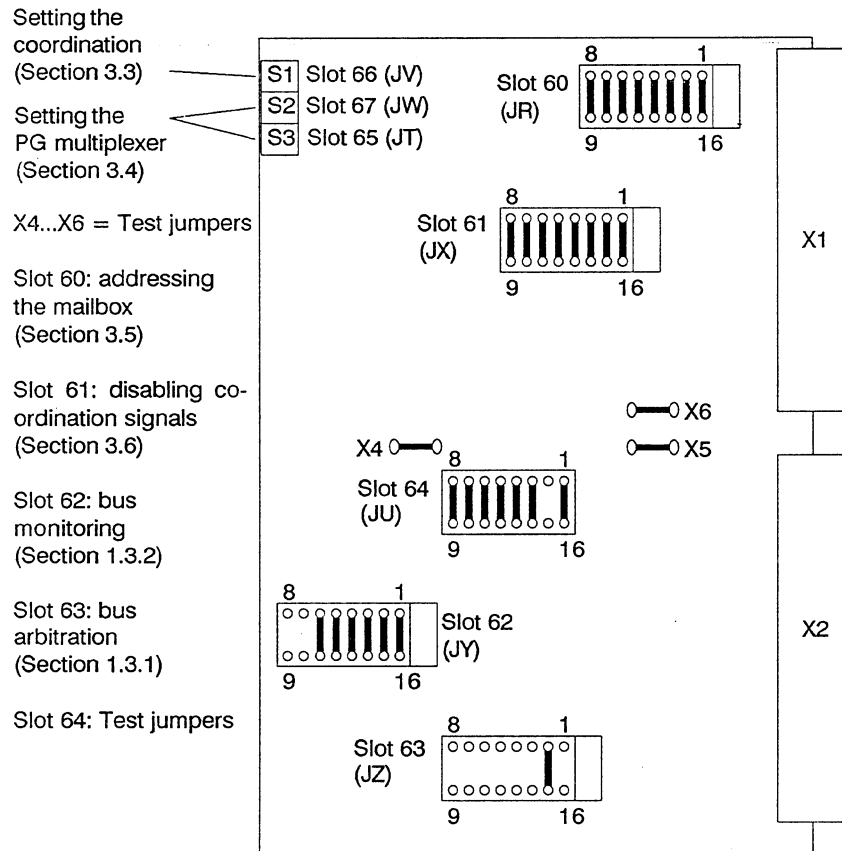 Setting the
coordination
(Section 3.3)
Setting the
PG multiplexer
(Section 3.4)
X4...X6 = Test jumpers
Slot 60: addressing
the mailbox
(Section 3.5)
Slot 61: disabling co-
ordination signals
(Section 3.6)
Slot 62: bus
monitoring
(Section 1.3.2)
Slot 63: bus
arbitration
(Section 1.3.1)
Slot 64: Test jumpers
S1 Slot 66 (JV)
S2 Slot 67 (JW)
S3 Slot 65 (JT)
8 1
Slot 60
(JR)
9 16
8 1
Slot 61
(JX)
9 16
X1
X6
X4
X5
8 1
Slot 64
(JU)
9 16
8 1
Slot 62
(JY)
9 16
X2
8 1
Slot 63
(JZ)
9 16